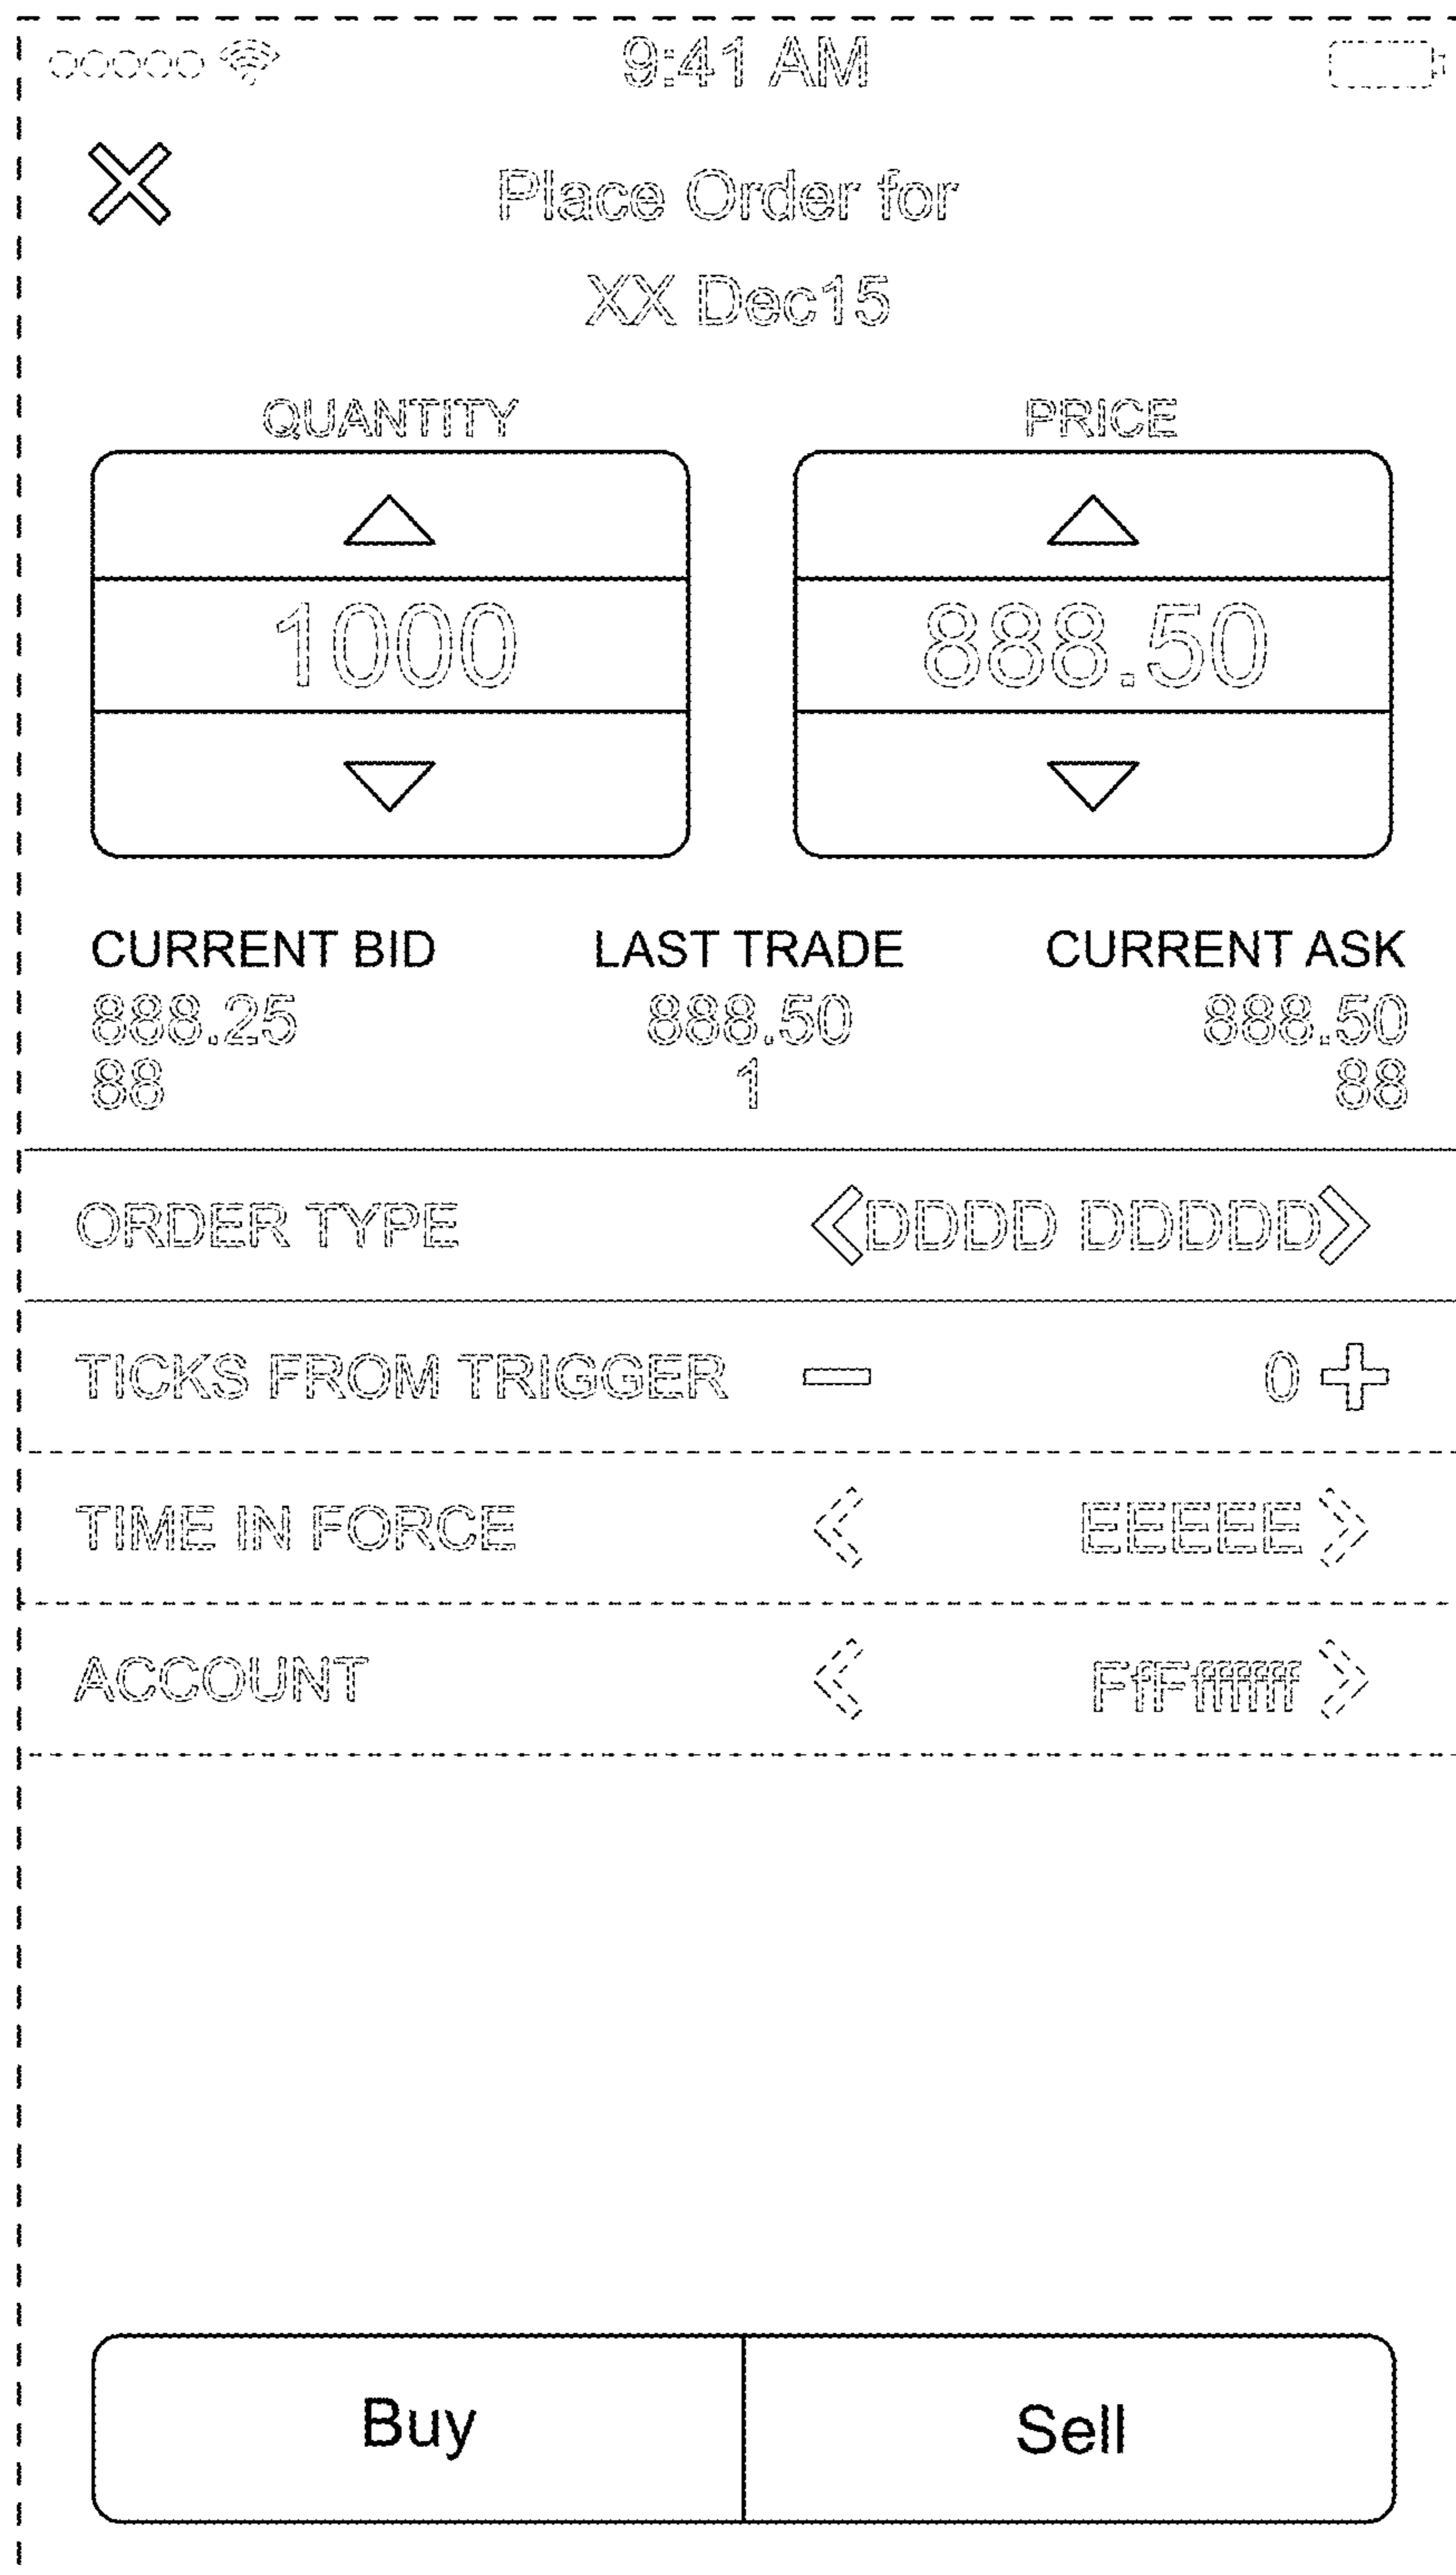 9:41 AM
Place Order for
XX Dec15
QUANTITY PRICE
1000 888.50
CURRENT BID LAST TRADE CURRENT ASK
888.25 888.50 888.50
88 1 88
ORDER TYPE DDDD DDDDD
TICKS FROM TRIGGER 0
TIME IN FORCE EEEEE
ACCOUNT
Buy Sell